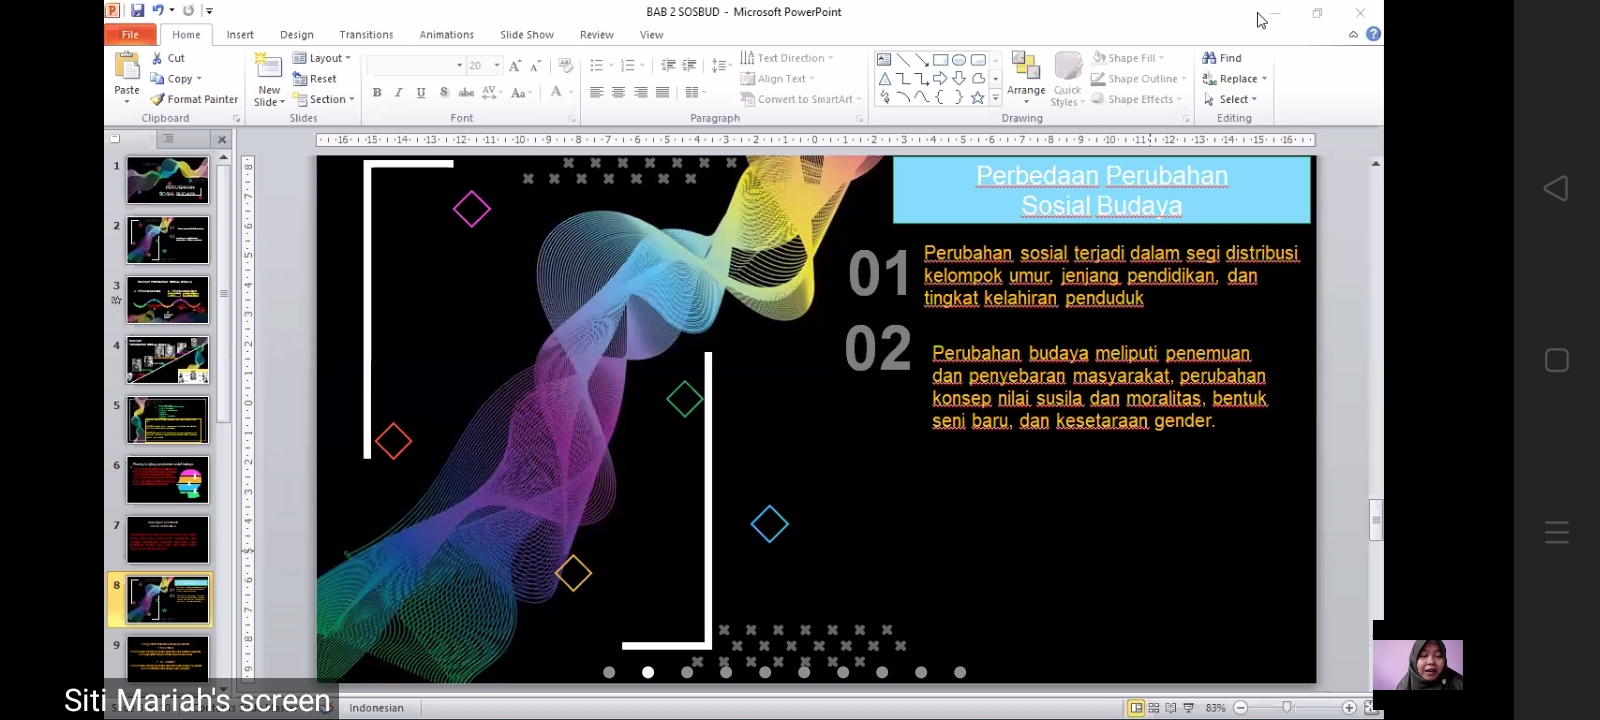 BAB 2 SOSBUD - Microsoft PowerPoint
File Home Insert Design Transitions Animations Slide Show Review View
Paste
Cut
Copy
Format Painter
Clipboard
New
Slide
Layout
Reset
Section
Slides
20
Font
Paragraph
Text Direction
Align Text
Convert to SmartArt
Arrange
Quick
Styles
Shape Fill
Shape Outline
Shape Effects
Drawing
Find
Replace
Select
Editing
1
2
3
4
5
6
7
8
9
Perbedaan Perubahan
Sosial Budaya
01
Perubahan sosial terjadi dalam segi distribusi
kelompok umur, jenjang pendidikan, dan
tingkat kelahiran penduduk
02
Perubahan budaya meliputi penemuan
dan penyebaran masyarakat, perubahan
konsep nilai susila dan moralitas, bentuk
seni baru, dan kesetaraan gender.
Siti Mariah's screen
Indonesian
83%